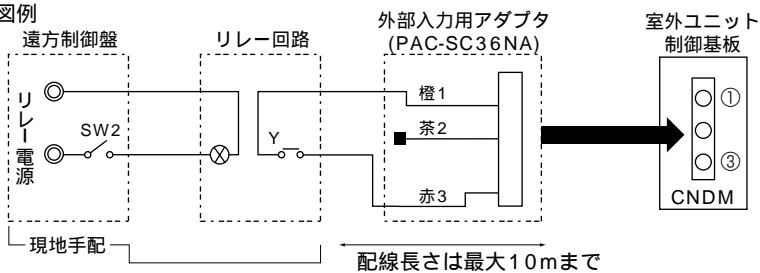 図例
遠方制御盤
リレー回路
外部入力用アダプタ
(PAC-SC36NA)
室外ユニット
制御基板
リレー電源
SW2
Y
橙1
茶2
赤3
①
③
CNDM
現地手配
配線長さは最大10mまで